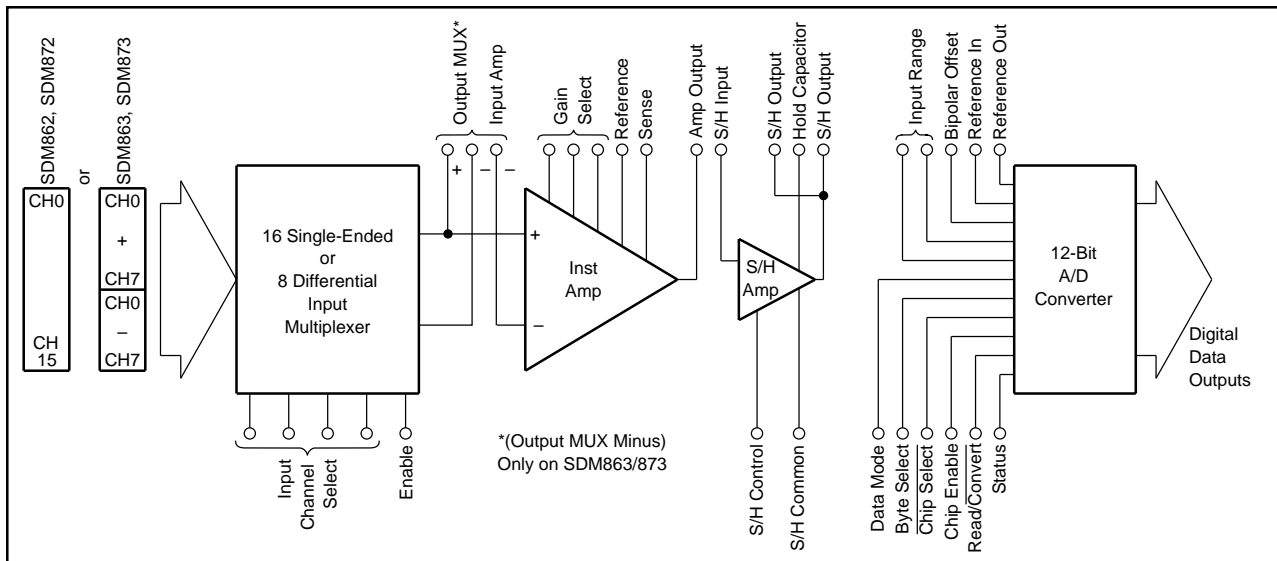 SDM862, SDM872
or
SDM863, SDM873
CH0
CH
15
CH0
+
CH7
CH0
–
CH7
16 Single-Ended
or
8 Differential
Input
Multiplexer
Input
Channel
Select
Enable
Output MUX*
Input Amp
+
–
–
Gain
Select
Reference
Sense
+
–
Inst
Amp
*(Output MUX Minus)
Only on SDM863/873
Amp Output
S/H Input
S/H Output
Hold Capacitor
S/H Output
S/H
Amp
S/H Control
S/H Common
Input Range
Bipolar Offset
Reference In
Reference Out
12-Bit
A/D
Converter
Digital
Data
Outputs
Data Mode
Byte Select
Chip Select
Chip Enable
Read/Convert
Status